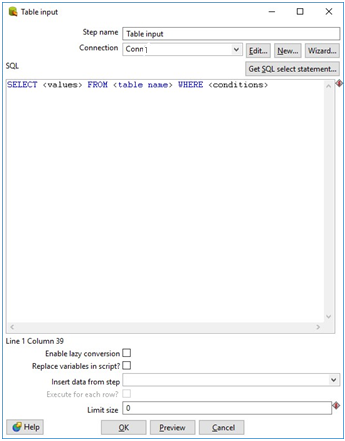 Table input
Step name Table input
Connection Conn Edit... New... Wizard...
SQL Get SQL select statement...
SELECT <values> FROM <table name> WHERE <conditions>
Line 1 Column 39
Enable lazy conversion
Replace variables in script?
Insert data from step
Execute for each row?
Limit size 0
Help OK Preview Cancel